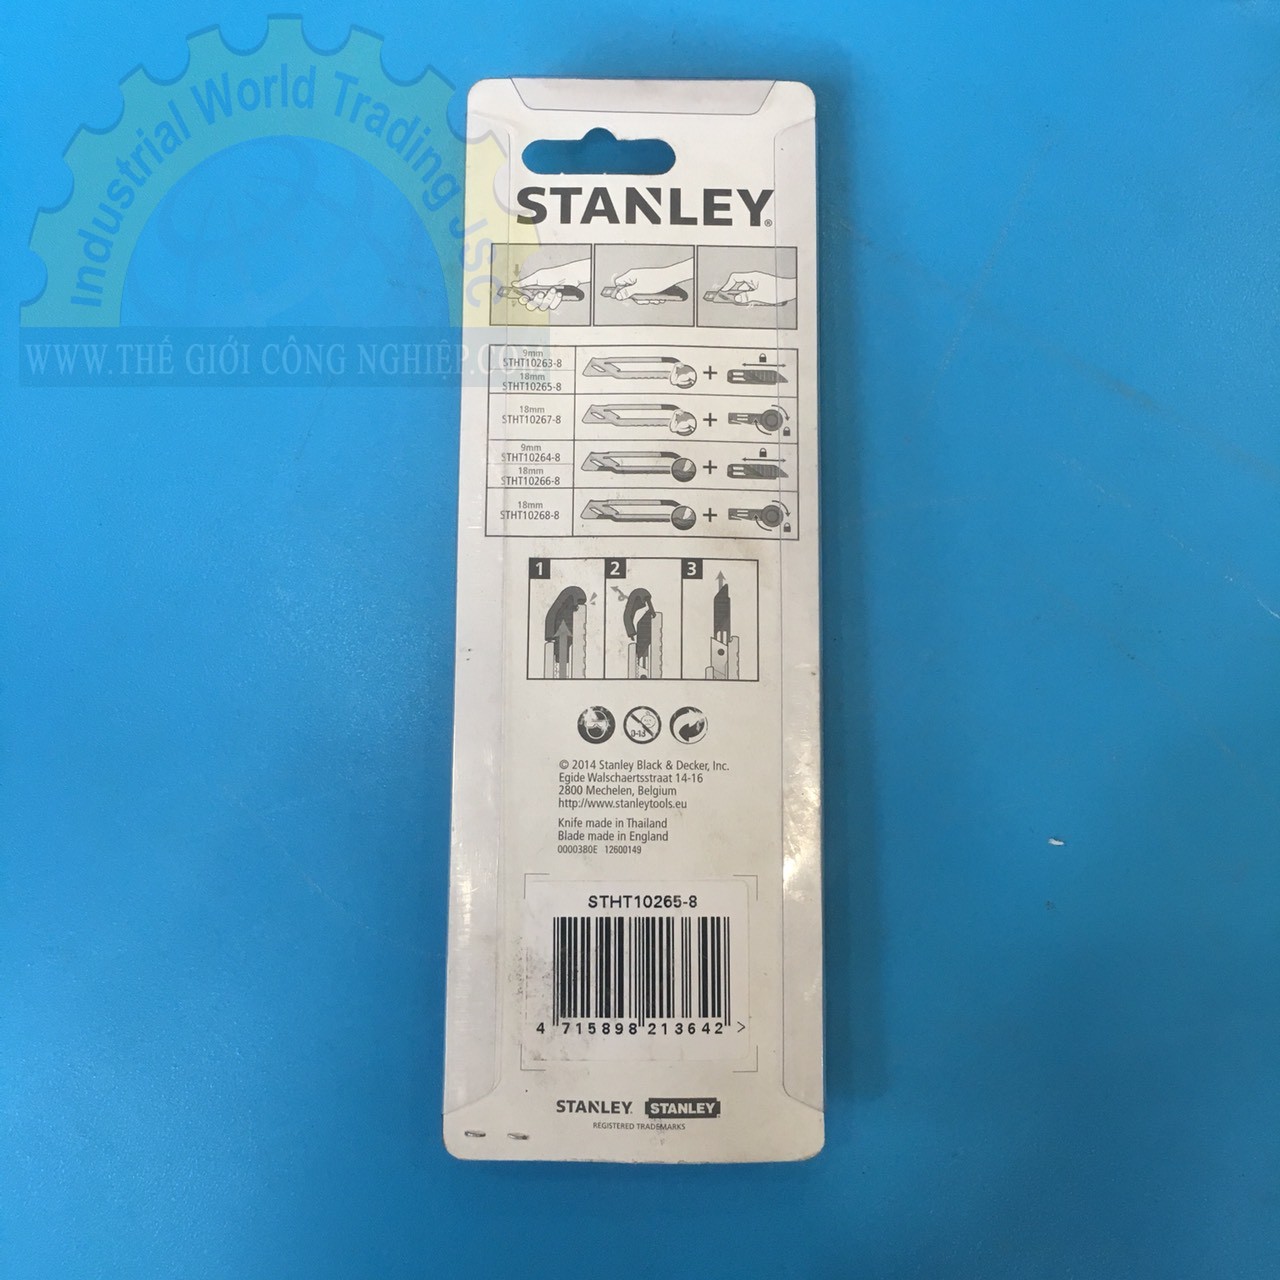 Industrial World Trading JSC
WWW.THẾ GIỚI CÔNG NGHIỆP.COM
STANLEY®
9mm
STHT10263-8
18mm
STHT10265-8
18mm
STHT10267-8
9mm
STHT10264-8
18mm
STHT10266-8
18mm
STHT10268-8
1 2 3
© 2014 Stanley Black & Decker, Inc.
Egide Walschaertsstraat 14-16
2800 Mechelen, Belgium
http://www.stanleytools.eu
Knife made in Thailand
Blade made in England
0000380E 12600149
STHT10265-8
4 715898 213642 >
STANLEY. STANLEY
REGISTERED TRADEMARKS